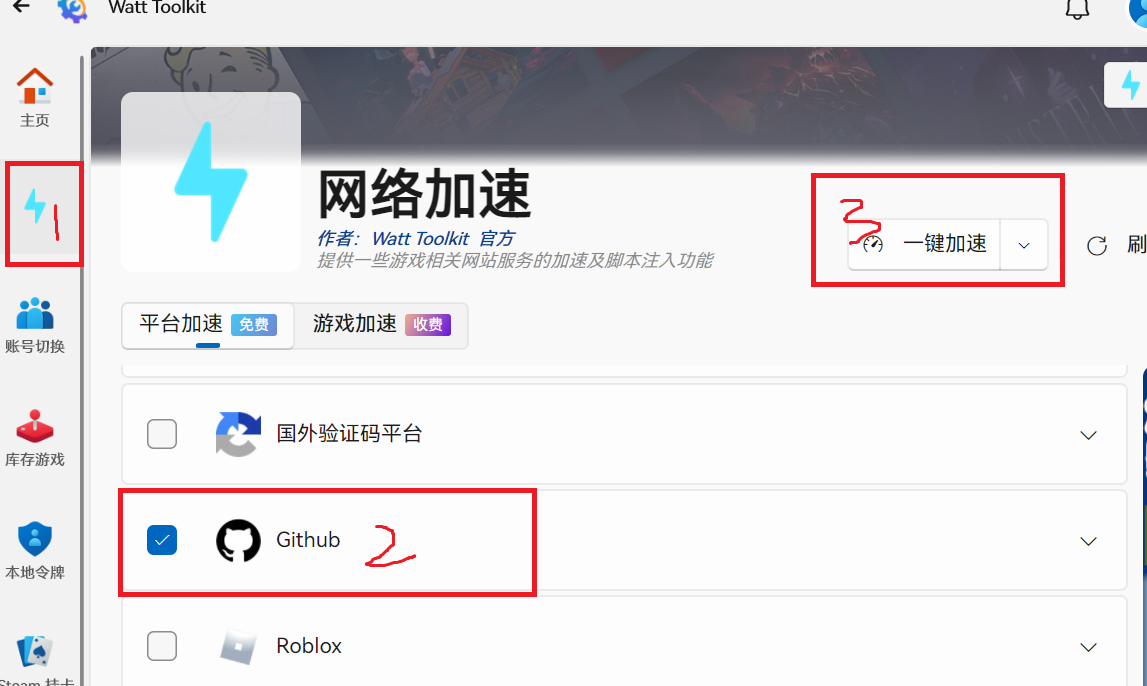 Watt Toolkit
主页
1
账号切换
库存游戏
本地令牌
网络加速
作者: Watt Toolkit 官方
提供一些游戏相关网站服务的加速及脚本注入功能
3
一键加速
刷
平台加速 免费
游戏加速 收费
国外验证码平台
Github
2
Roblox